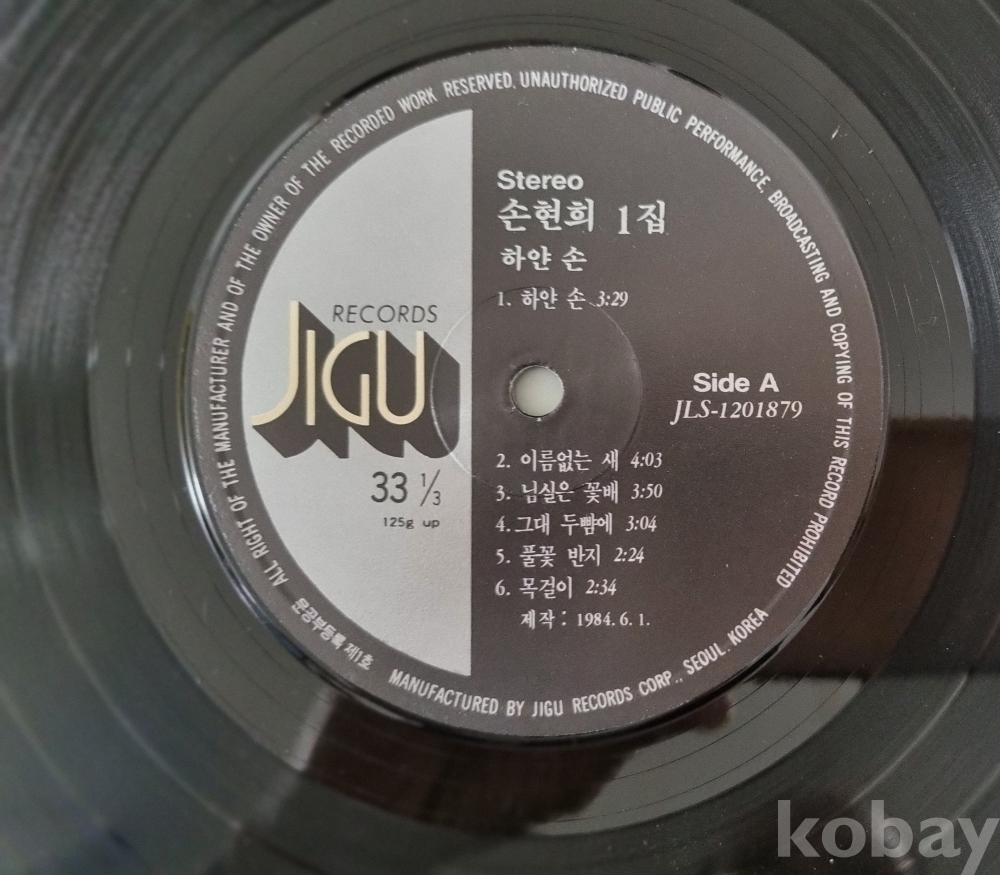 Stereo
손현희 1집
하얀 손
1. 하얀 손 3:29
RECORDS
JIGU
Side A
JLS-1201879
33 1/3
125g up
2. 이름없는 새 4:03
3. 님실은 꽃배 3:50
4. 그대 두뺨에 3:04
5. 풀꽃 반지 2:24
6. 목걸이 2:34
제작: 1984. 6. 1.
ALL RIGHT OF THE MANUFACTURER AND OF THE OWNER OF THE RECORDED WORK RESERVED. UNAUTHORIZED PUBLIC PERFORMANCE, BROADCASTING AND COPYING OF THIS RECORD PROHIBITED
문공부등록 제1호 MANUFACTURED BY JIGU RECORDS CORP., SEOUL. KOREA
kobay